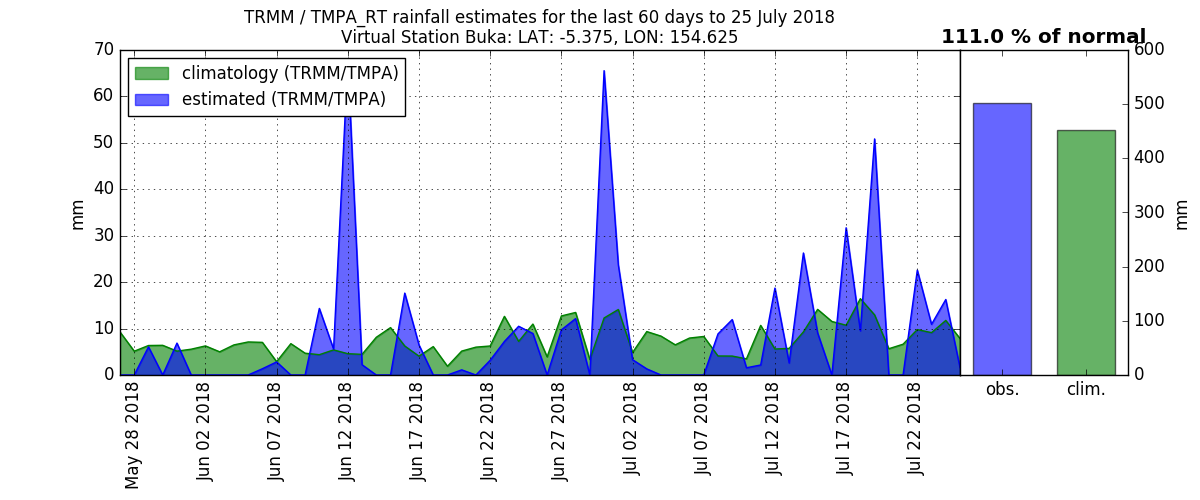 TRMM / TMPA_RT rainfall estimates for the last 60 days to 25 July 2018
Virtual Station Buka: LAT: -5.375, LON: 154.625
111.0 % of normal
climatology (TRMM/TMPA)
estimated (TRMM/TMPA)
70
60
50
40
30
20
10
0
mm
May 28 2018
Jun 02 2018
Jun 07 2018
Jun 12 2018
Jun 17 2018
Jun 22 2018
Jun 27 2018
Jul 02 2018
Jul 07 2018
Jul 12 2018
Jul 17 2018
Jul 22 2018
obs.
clim.
600
500
400
300
200
100
0
mm